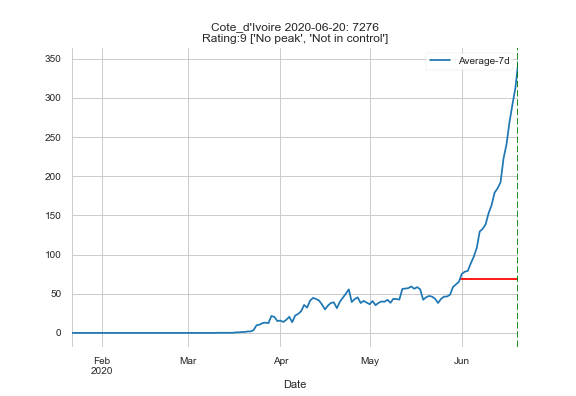 Cote_d'Ivoire 2020-06-20: 7276
Rating:9 ['No peak', 'Not in control']
Average-7d
350
300
250
200
150
100
50
0
Feb
2020
Mar
Apr
May
Jun
Date